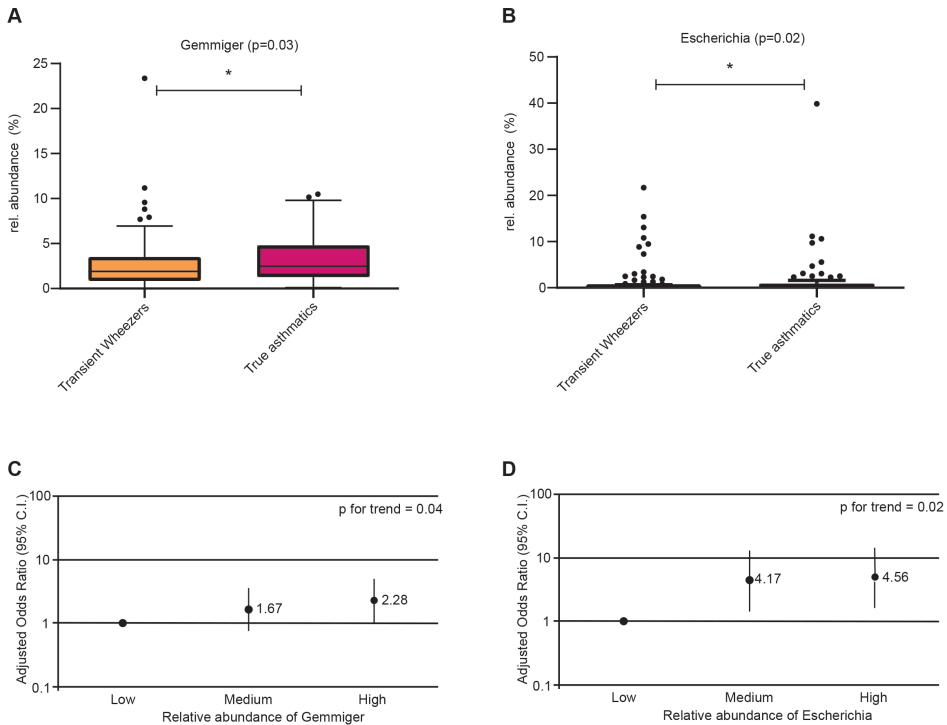 A
Gemmiger (p=0.03)
*
25
20
15
10
5
0
rel. abundance (%)
Transient Wheezers
True asthmatics
B
Escherichia (p=0.02)
*
50
40
30
20
10
0
rel. abundance (%)
Transient Wheezers
True asthmatics
C
100
10
1
0.1
Adjusted Odds Ratio (95% C.I.)
p for trend = 0.04
1.67
2.28
Low Medium High
Relative abundance of Gemmiger
D
100
10
1
0.1
Adjusted Odds Ratio (95% C.I.)
p for trend = 0.02
4.17
4.56
Low Medium High
Relative abundance of Escherichia